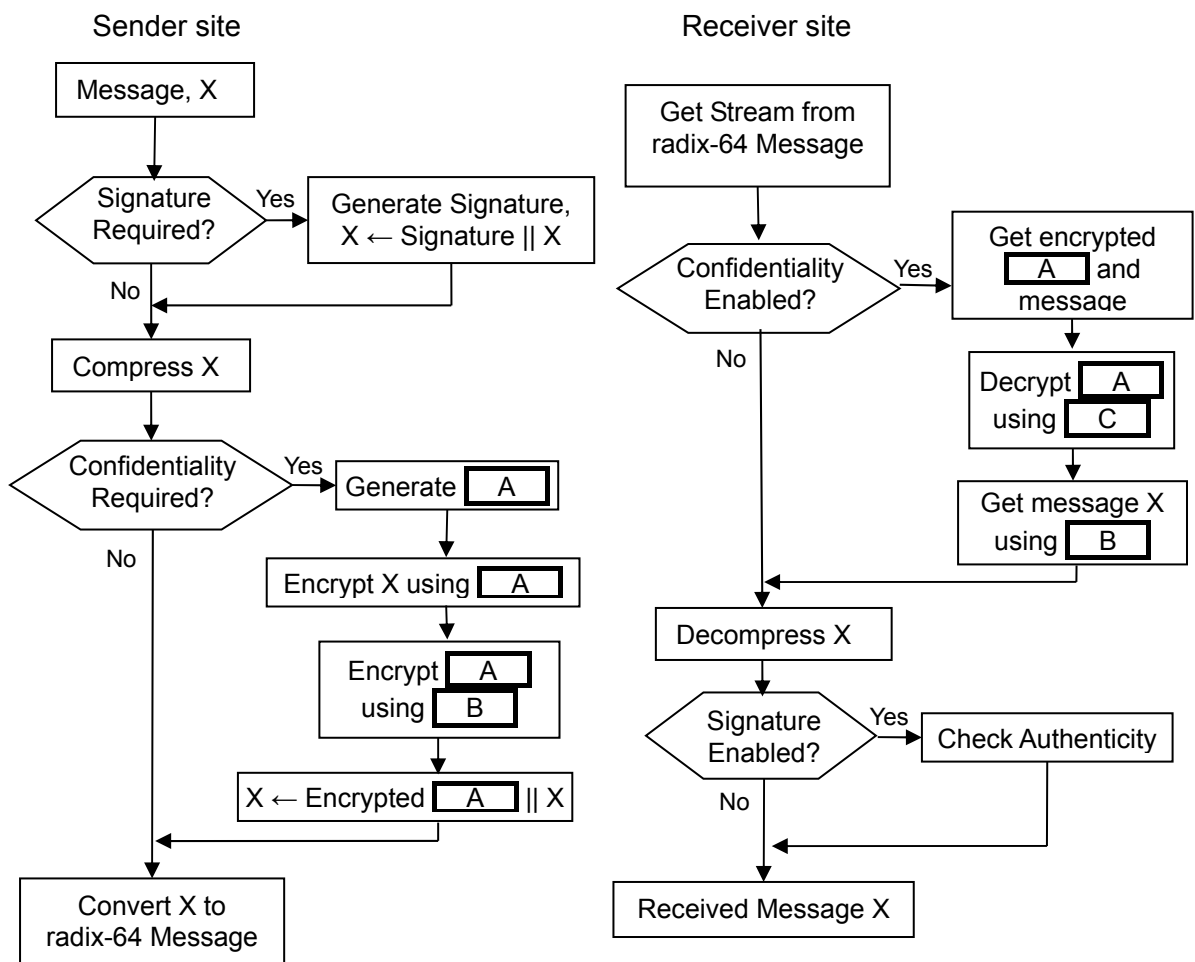 Sender site
Message, X
Signature
Required?
Yes
Generate Signature,
X ← Signature || X
No
Compress X
Confidentiality
Required?
Yes
Generate A
No
Encrypt X using A
Encrypt A
using B
X ← Encrypted A || X
Convert X to
radix-64 Message
Receiver site
Get Stream from
radix-64 Message
Confidentiality
Enabled?
Yes
Get encrypted
A and
message
No
Decrypt A
using C
Get message X
using B
Decompress X
Signature
Enabled?
Yes
Check Authenticity
No
Received Message X